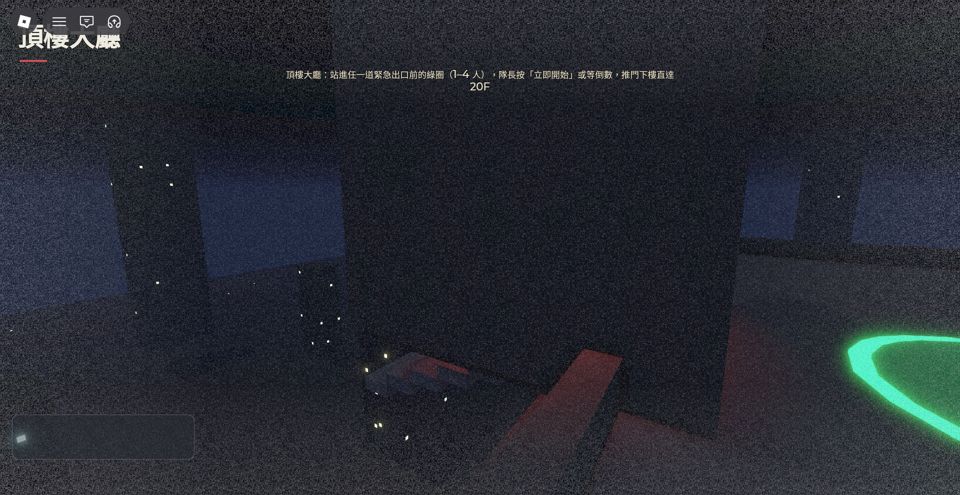 頂樓大廳
頂樓大廳：站進任一道緊急出口前的綠圈（1–4 人），隊長按「立即開始」或等倒數，推門下樓直達
20F